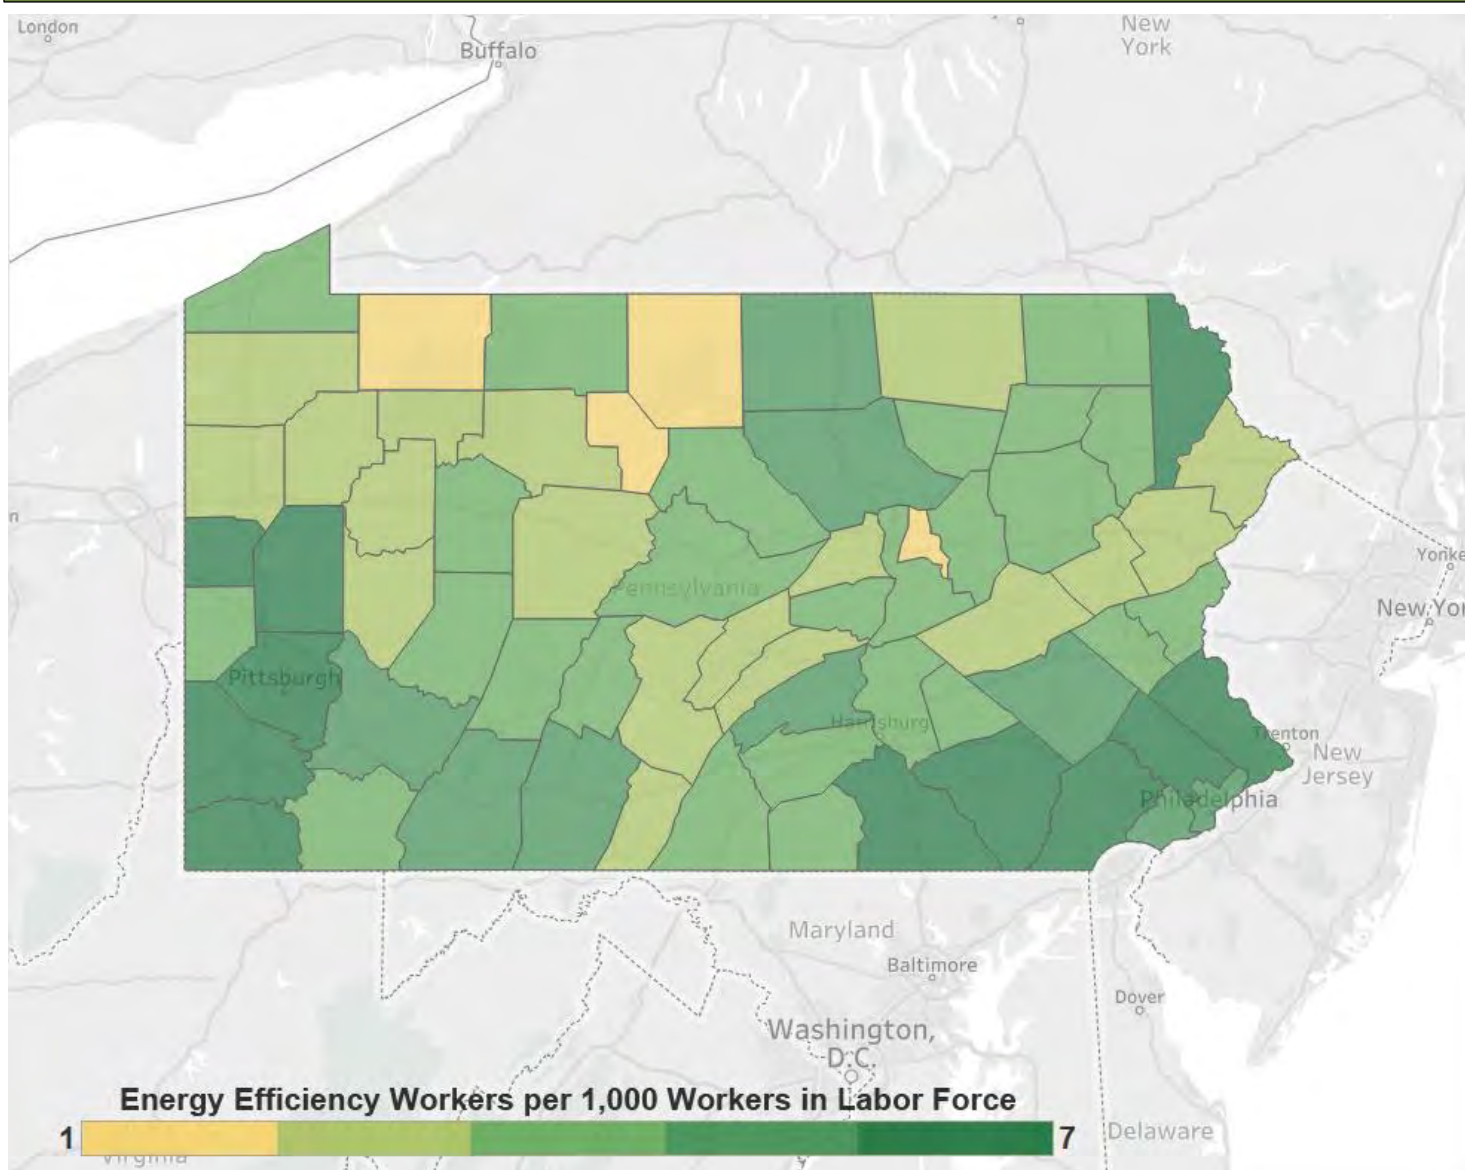 London
Buffalo
New
York
n
Yonke
Pennsylvania
New Yor
Pittsburgh
Harrisburg
Trenton
New
Jersey
Philadelphia
Maryland
Baltimore
Dover
Washington,
D.C.
Energy Efficiency Workers per 1,000 Workers in Labor Force
1
7
Delaware
Virginia